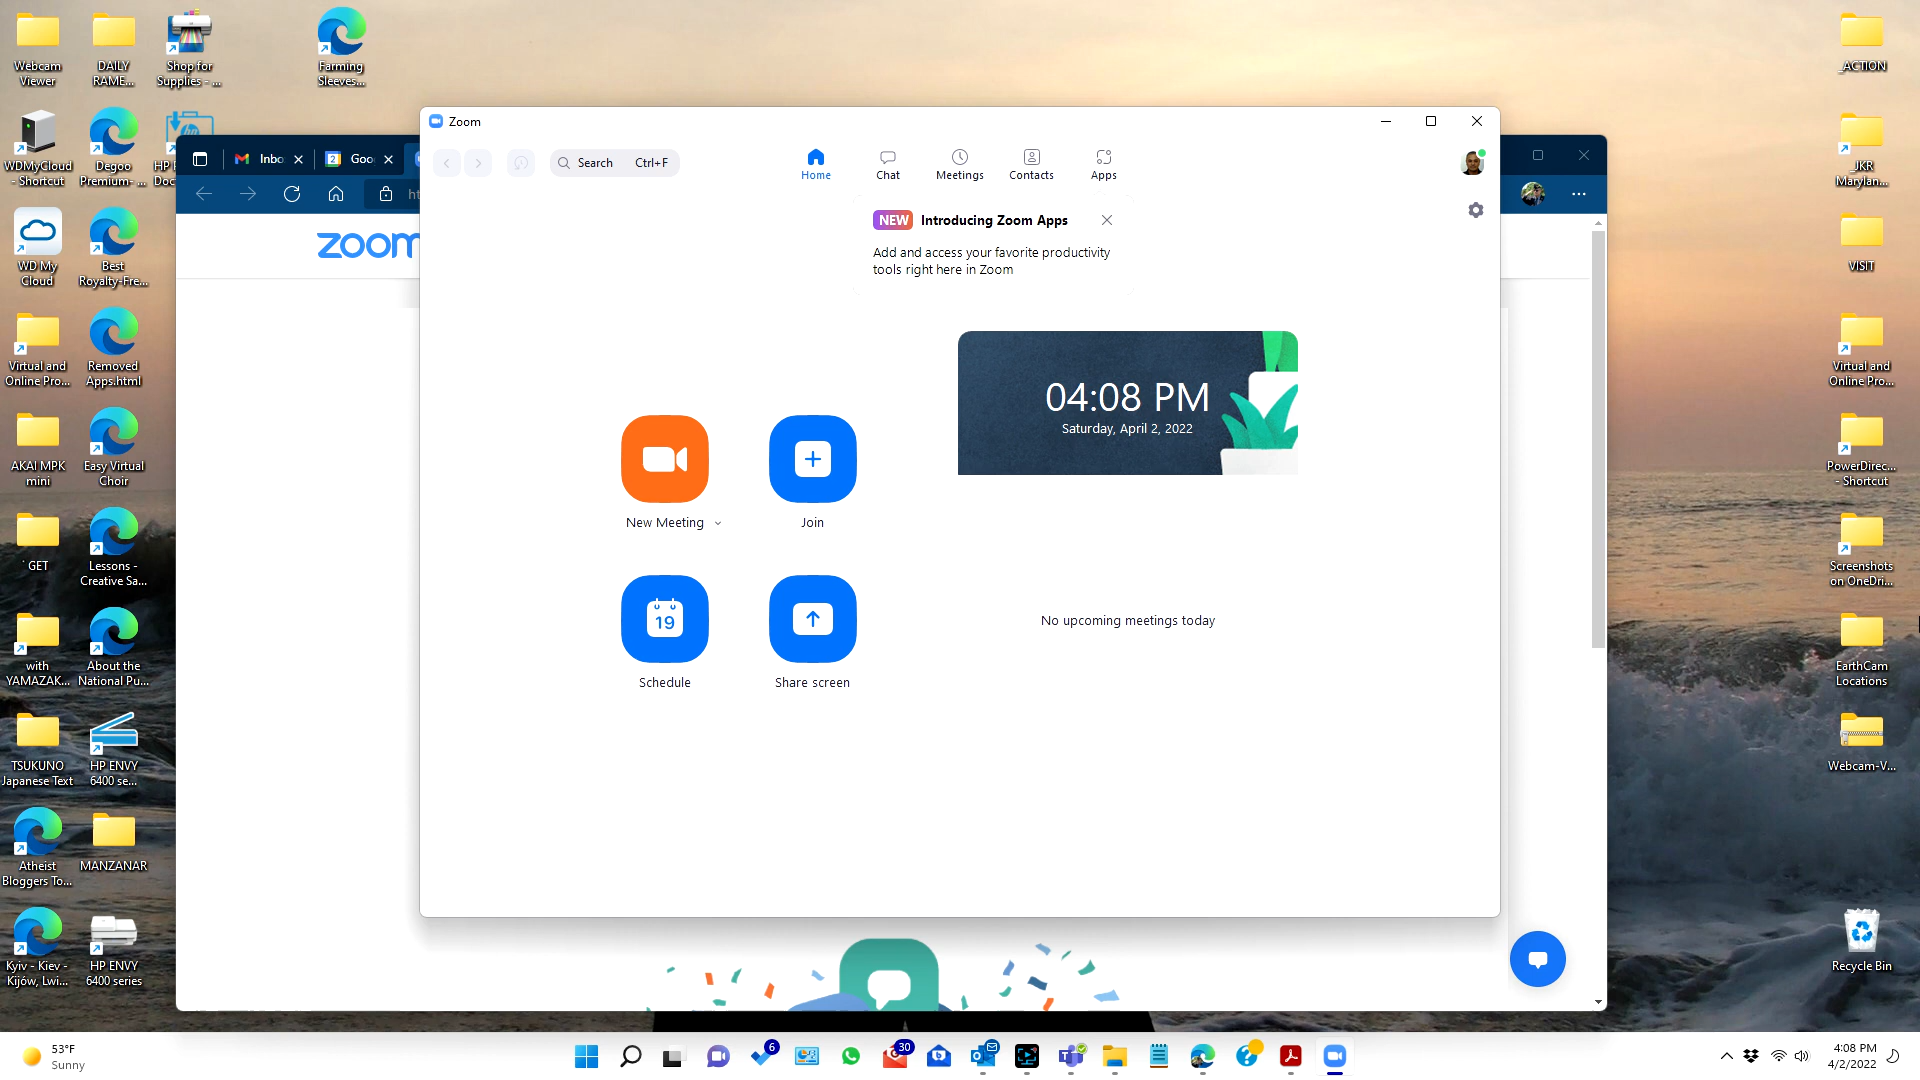 Webcam
Viewer
DAILY
RAME...
Shop for
Supplies - ...
Farming
Sleeves...
WDMyCloud
- Shortcut
Degoo
Premium- ...
WD My
Cloud
Best
Royalty-Fre...
Virtual and
Online Pro...
Removed
Apps.html
AKAI MPK
mini
Easy Virtual
Choir
GET
Lessons -
Creative Sa...
with
YAMAZAK...
About the
National Pu...
TSUKUNO
Japanese Text
HP ENVY
6400 se...
Atheist
Bloggers To...
MANZANAR
Kyiv - Kiev -
Kijów, Lwi...
HP ENVY
6400 series
Inbo
2
Goo
zoom
Zoom
Search Ctrl+F
Home
Chat
Meetings
Contacts
Apps
NEW Introducing Zoom Apps
Add and access your favorite productivity
tools right here in Zoom
04:08 PM
Saturday, April 2, 2022
New Meeting
Join
19
Schedule
Share screen
No upcoming meetings today
_ACTION
_JKR
Marylan...
VISIT
Virtual and
Online Pro...
PowerDirec...
- Shortcut
Screenshots
on OneDri...
EarthCam
Locations
Webcam-V...
Recycle Bin
53°F
Sunny
6
30
4:08 PM
4/2/2022